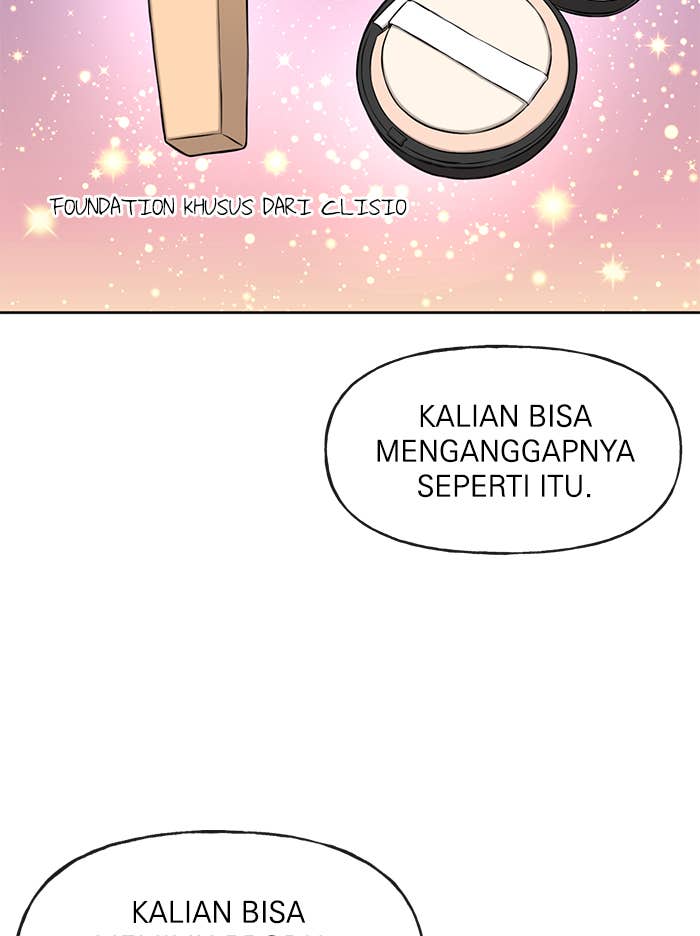 FOUNDATION KHUSUS DARI CLISIO
KALIAN BISA
MENGANGGAPNYA
SEPERTI ITU.
KALIAN BISA